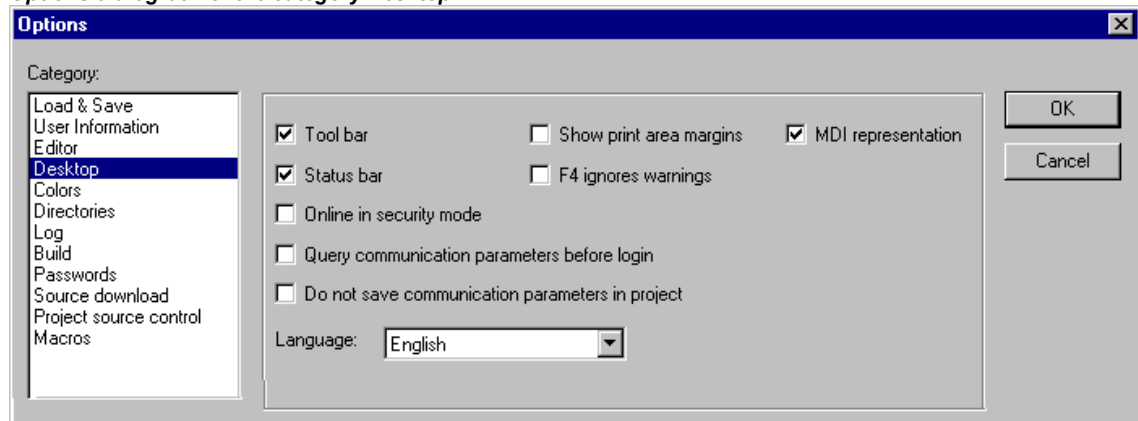 Options
Category:
Load & Save
User Information
Editor
Desktop
Colors
Directories
Log
Build
Passwords
Source download
Project source control
Macros
Tool bar
Show print area margins
MDI representation
Status bar
F4 ignores warnings
Online in security mode
Query communication parameters before login
Do not save communication parameters in project
Language:
English
OK
Cancel